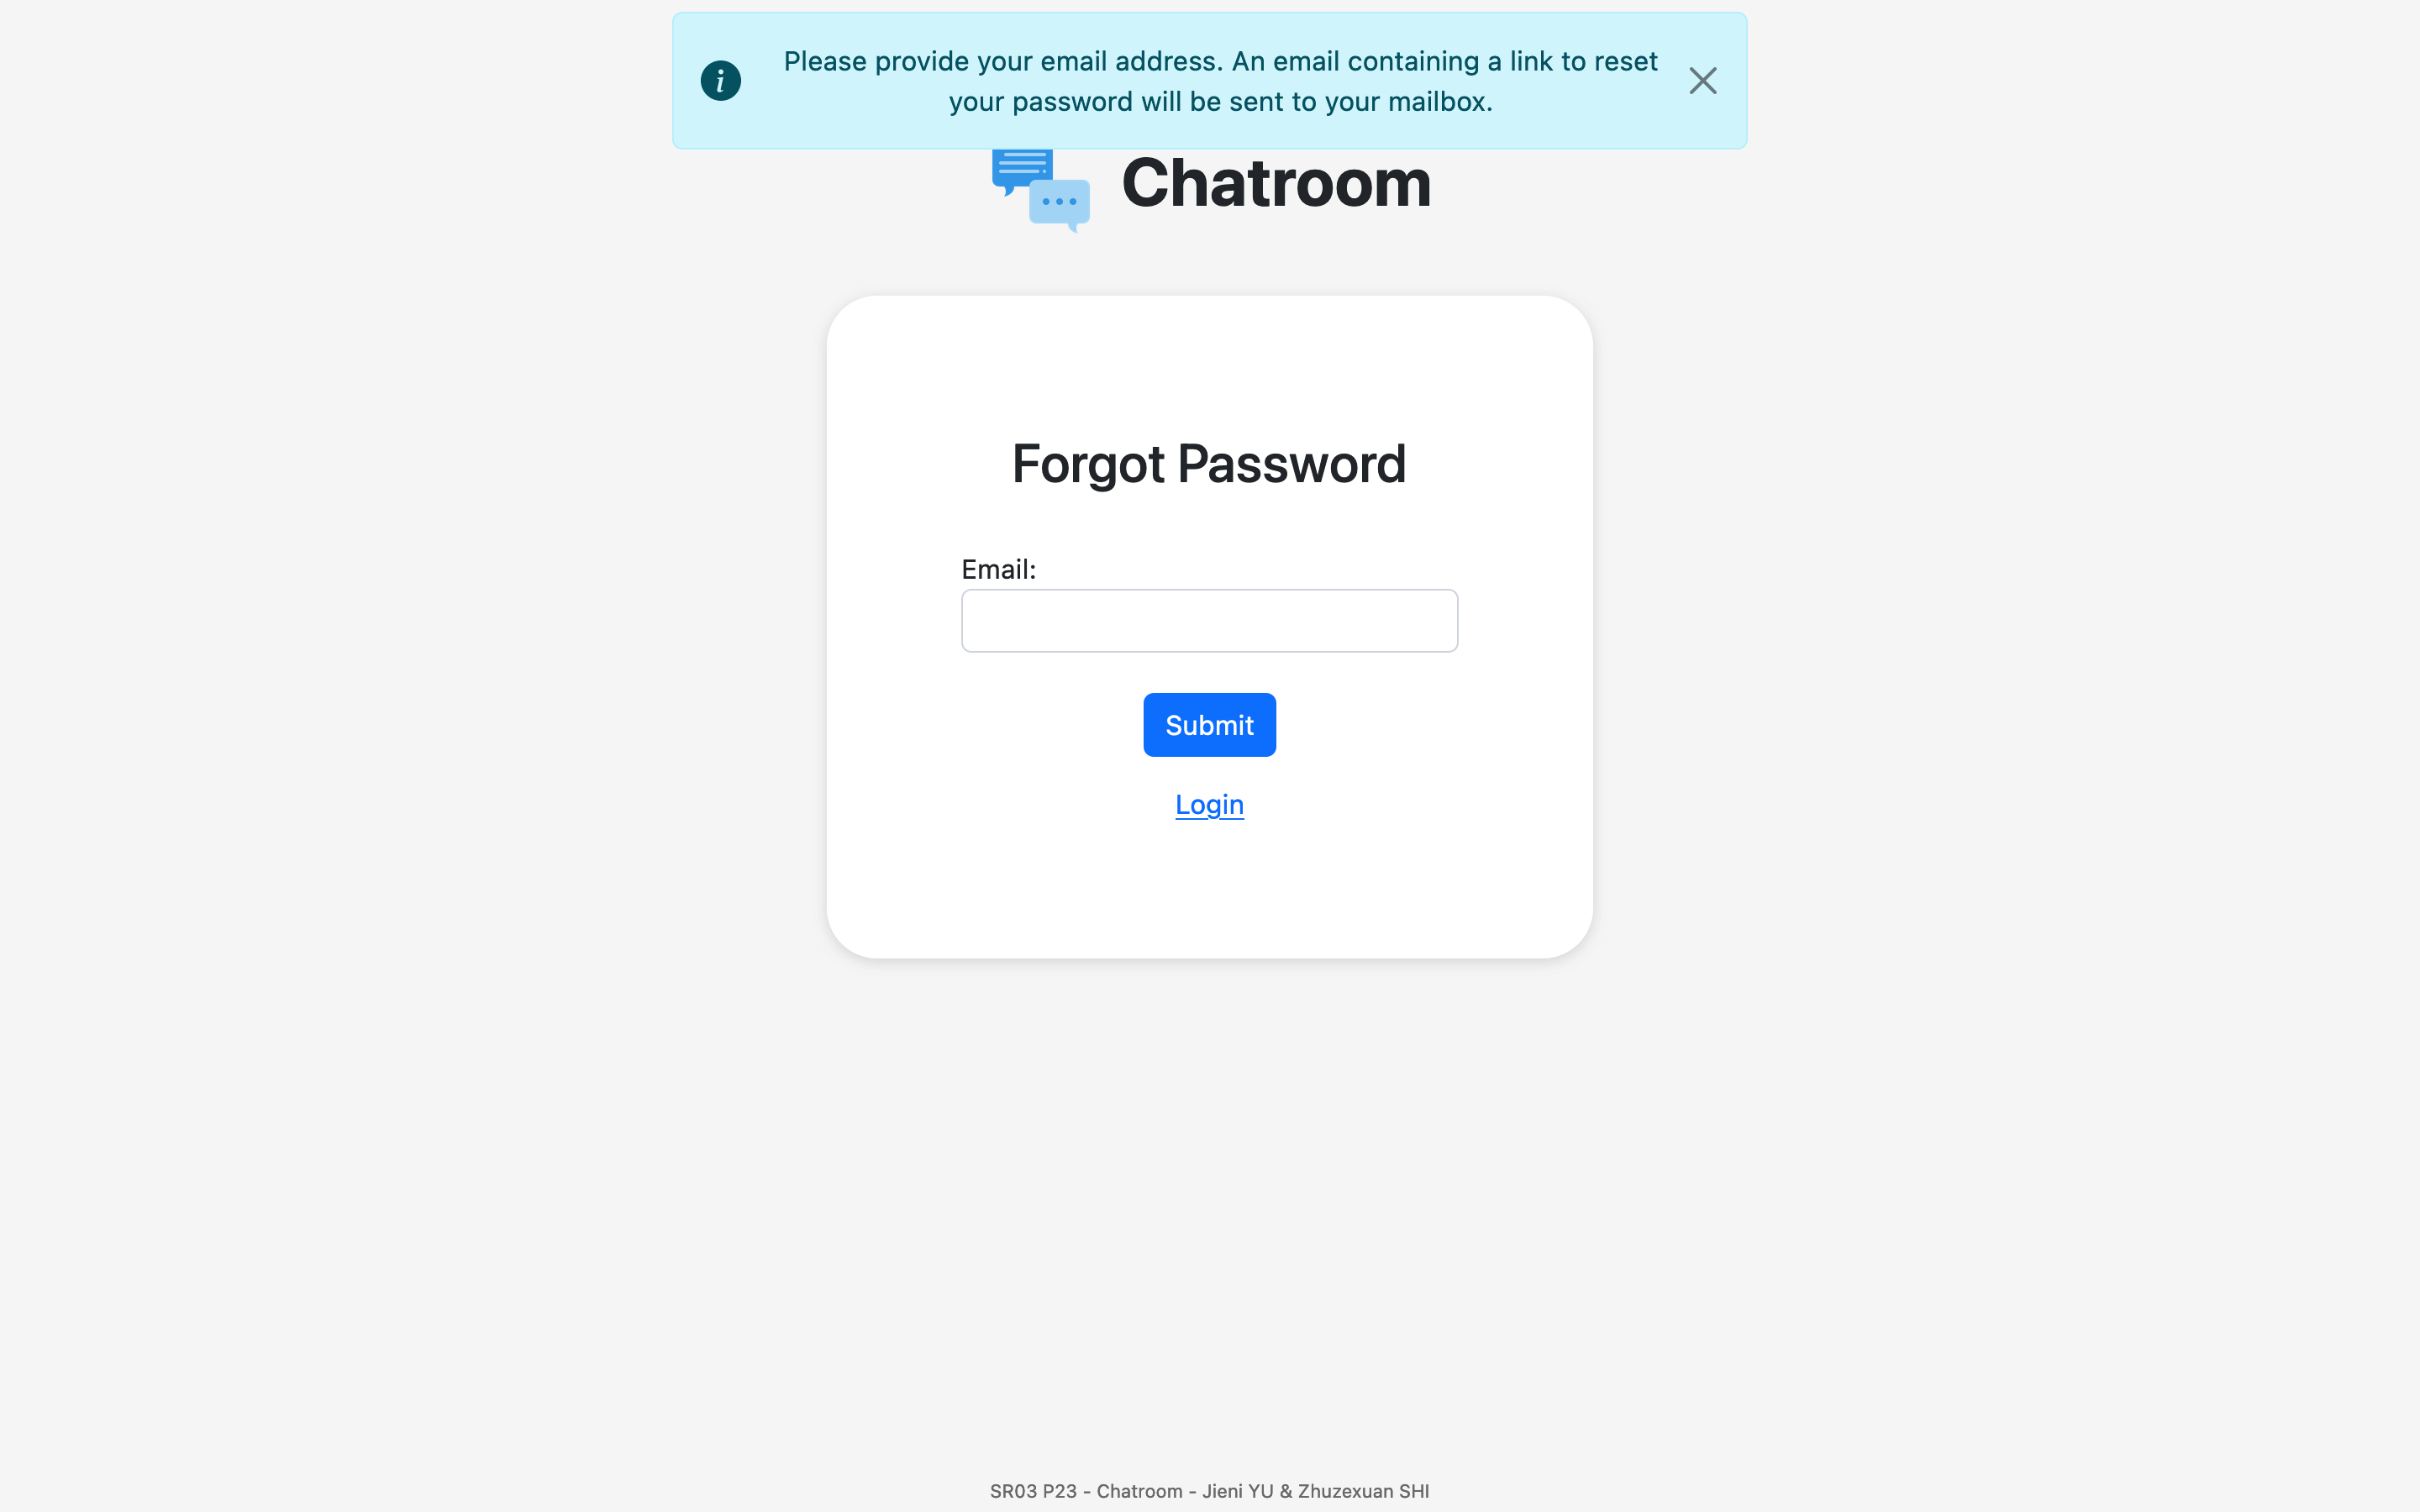 Please provide your email address. An email containing a link to reset
your password will be sent to your mailbox.
Chatroom
Forgot Password
Email:
Submit
Login
SR03 P23 - Chatroom - Jieni YU & Zhuzexuan SHI